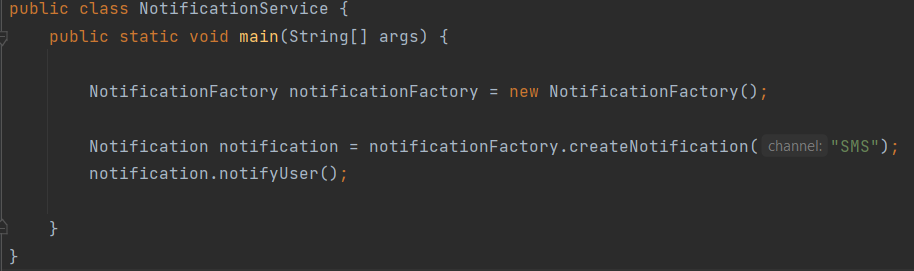 public class NotificationService {
public static void main(String[] args) {
NotificationFactory notificationFactory = new NotificationFactory();
Notification notification = notificationFactory.createNotification( channel: "SMS");
notification.notifyUser();
}
}